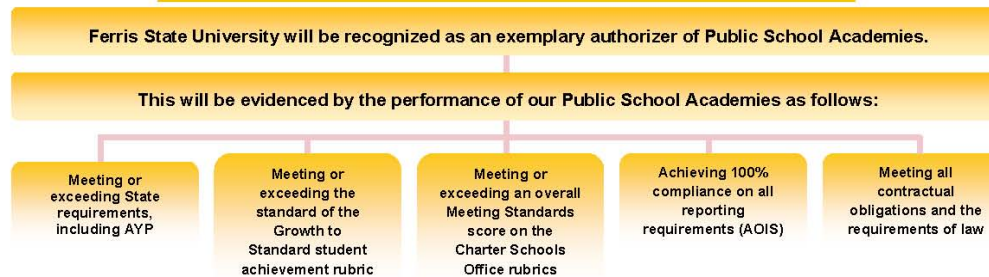 Ferris State University will be recognized as an exemplary authorizer of Public School Academies.
This will be evidenced by the performance of our Public School Academies as follows:
Meeting or
exceeding State
requirements,
including AYP
Meeting or
exceeding the
standard of the
Growth to
Standard student
achievement rubric
Meeting or
exceeding an overall
Meeting Standards
score on the
Charter Schools
Office rubrics
Achieving 100%
compliance on all
reporting
requirements (AOIS)
Meeting all
contractual
obligations and the
requirements of law